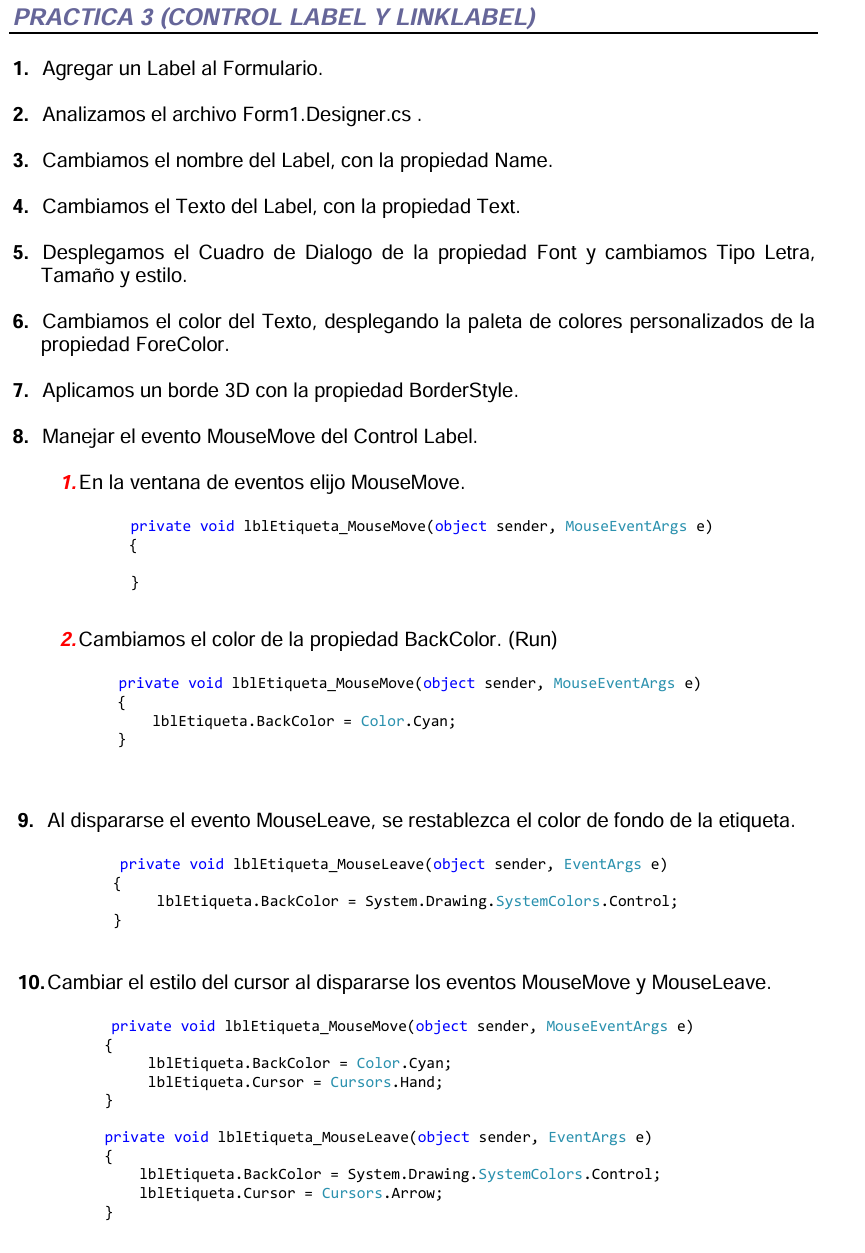 PRACTICA 3 (CONTROL LABEL Y LINKLABEL)
1. Agregar un Label al Formulario.
2. Analizamos el archivo Form1.Designer.cs .
3. Cambiamos el nombre del Label, con la propiedad Name.
4. Cambiamos el Texto del Label, con la propiedad Text.
5. Desplegamos el Cuadro de Dialogo de la propiedad Font y cambiamos Tipo Letra,
Tamaño y estilo.
6. Cambiamos el color del Texto, desplegando la paleta de colores personalizados de la
propiedad ForeColor.
7. Aplicamos un borde 3D con la propiedad BorderStyle.
8. Manejar el evento MouseMove del Control Label.
1. En la ventana de eventos elijo MouseMove.
private void lblEtiqueta_MouseMove(object sender, MouseEventArgs e)
{
}
2. Cambiamos el color de la propiedad BackColor. (Run)
private void lblEtiqueta_MouseMove(object sender, MouseEventArgs e)
{
lblEtiqueta.BackColor = Color.Cyan;
}
9. Al dispararse el evento MouseLeave, se restablezca el color de fondo de la etiqueta.
private void lblEtiqueta_MouseLeave(object sender, EventArgs e)
{
lblEtiqueta.BackColor = System.Drawing.SystemColors.Control;
}
10. Cambiar el estilo del cursor al dispararse los eventos MouseMove y MouseLeave.
private void lblEtiqueta_MouseMove(object sender, MouseEventArgs e)
{
lblEtiqueta.BackColor = Color.Cyan;
lblEtiqueta.Cursor = Cursors.Hand;
}
private void lblEtiqueta_MouseLeave(object sender, EventArgs e)
{
lblEtiqueta.BackColor = System.Drawing.SystemColors.Control;
lblEtiqueta.Cursor = Cursors.Arrow;
}